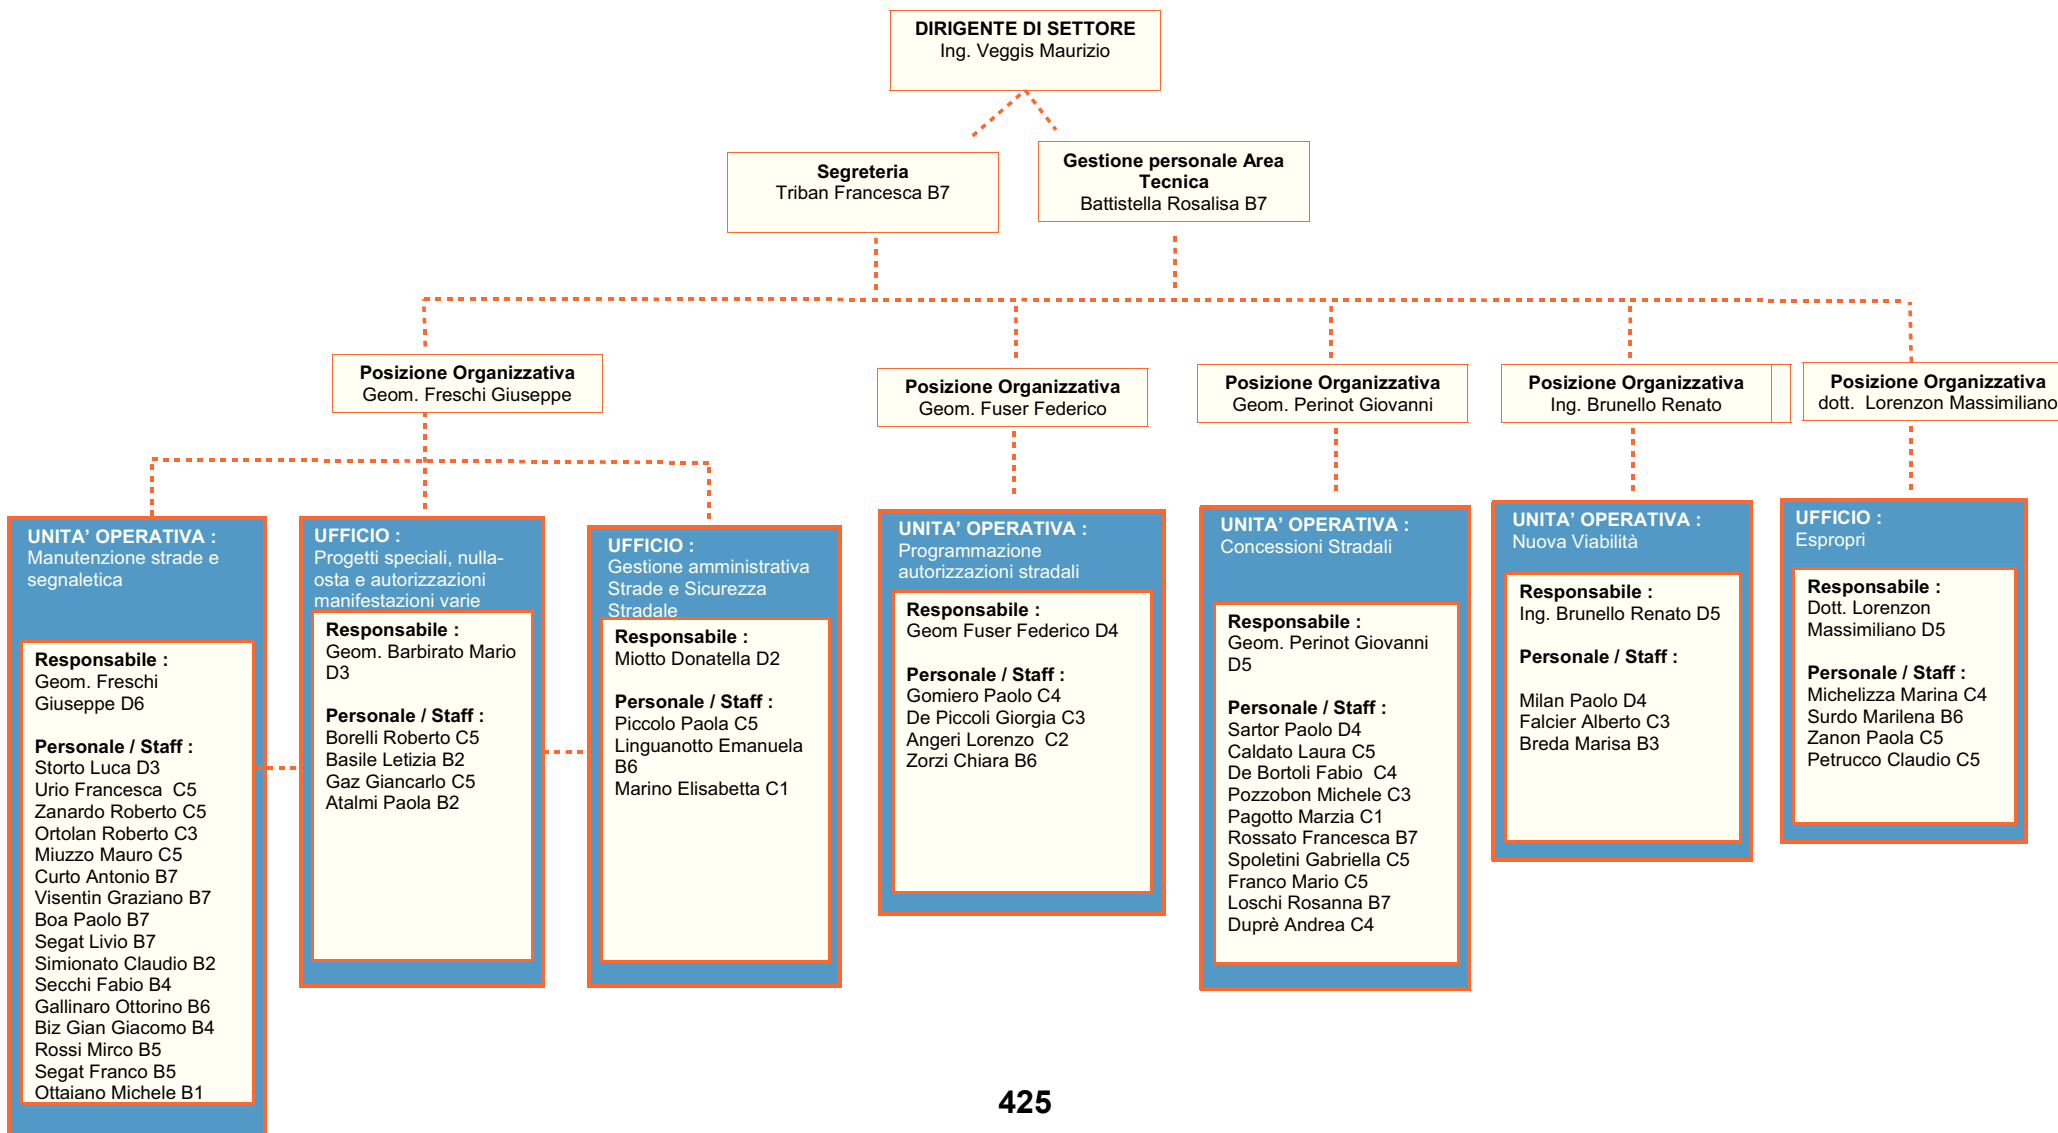 DIRIGENTE DI SETTORE
Ing. Veggis Maurizio
Segreteria
Triban Francesca B7
Gestione personale Area
Tecnica
Battistella Rosalisa B7
Posizione Organizzativa
Geom. Freschi Giuseppe
Posizione Organizzativa
Geom. Fuser Federico
Posizione Organizzativa
Geom. Perinot Giovanni
Posizione Organizzativa
Ing. Brunello Renato
Posizione Organizzativa
dott.  Lorenzon Massimiliano
UNITA’ OPERATIVA :
Manutenzione strade e
segnaletica
Responsabile :
Geom. Freschi
Giuseppe D6
Personale / Staff :
Storto Luca D3
Urio Francesca  C5
Zanardo Roberto C5
Ortolan Roberto C3
Miuzzo Mauro C5
Curto Antonio B7
Visentin Graziano B7
Boa Paolo B7
Segat Livio B7
Simionato Claudio B2
Secchi Fabio B4
Gallinaro Ottorino B6
Biz Gian Giacomo B4
Rossi Mirco B5
Segat Franco B5
Ottaiano Michele B1
UFFICIO :
Progetti speciali, nulla-
osta e autorizzazioni
manifestazioni varie
Responsabile :
Geom. Barbirato Mario
D3
Personale / Staff :
Borelli Roberto C5
Basile Letizia B2
Gaz Giancarlo C5
Atalmi Paola B2
UFFICIO :
Gestione amministrativa
Strade e Sicurezza
Stradale
Responsabile :
Miotto Donatella D2
Personale / Staff :
Piccolo Paola C5
Linguanotto Emanuela
B6
Marino Elisabetta C1
UNITA’ OPERATIVA :
Programmazione
autorizzazioni stradali
Responsabile :
Geom Fuser Federico D4
Personale / Staff :
Gomiero Paolo C4
De Piccoli Giorgia C3
Angeri Lorenzo  C2
Zorzi Chiara B6
UNITA’ OPERATIVA :
Concessioni Stradali
Responsabile :
Geom. Perinot Giovanni
D5
Personale / Staff :
Sartor Paolo D4
Caldato Laura C5
De Bortoli Fabio  C4
Pozzobon Michele C3
Pagotto Marzia C1
Rossato Francesca B7
Spoletini Gabriella C5
Franco Mario C5
Loschi Rosanna B7
Duprè Andrea C4
UNITA’ OPERATIVA :
Nuova Viabilità
Responsabile :
Ing. Brunello Renato D5
Personale / Staff :
Milan Paolo D4
Falcier Alberto C3
Breda Marisa B3
UFFICIO :
Espropri
Responsabile :
Dott. Lorenzon
Massimiliano D5
Personale / Staff :
Michelizza Marina C4
Surdo Marilena B6
Zanon Paola C5
Petrucco Claudio C5
425